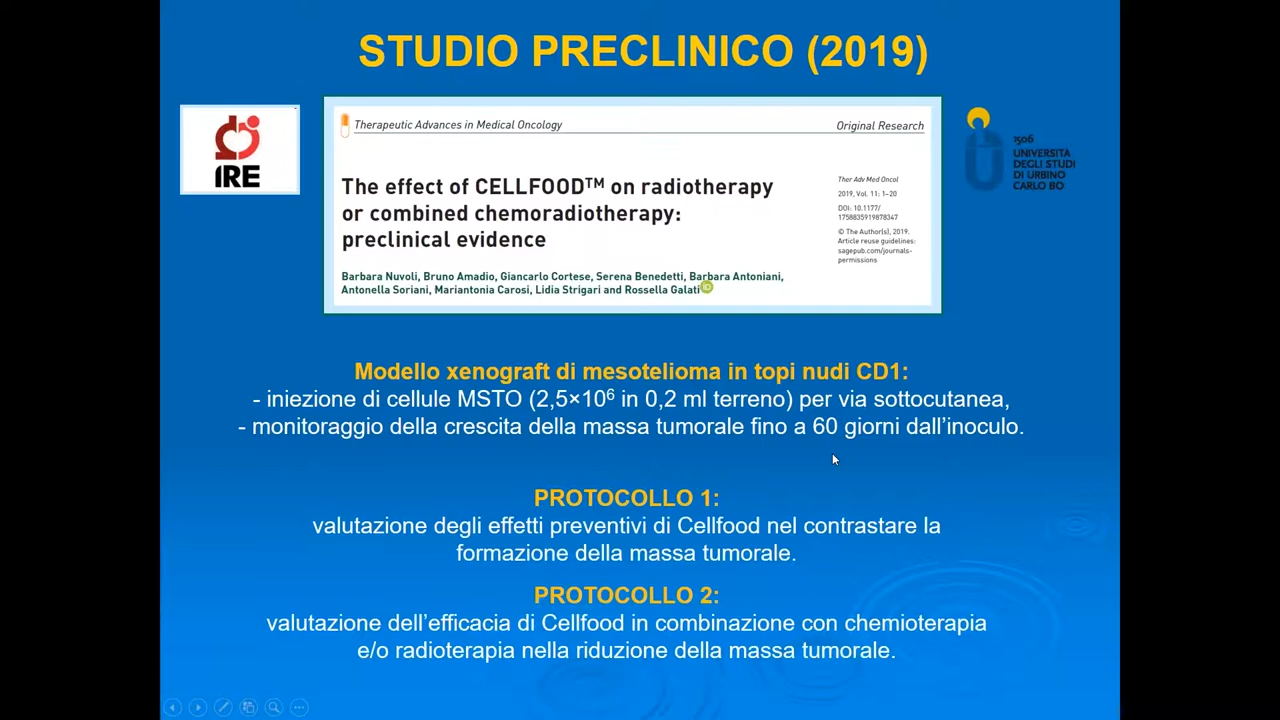 STUDIO PRECLINICO (2019)
IRE
Therapeutic Advances in Medical Oncology
Original Research
The effect of CELLFOOD™ on radiotherapy
or combined chemoradiotherapy:
preclinical evidence
Ther Adv Med Oncol
2019, Vol. 11: 1–20
DOI: 10.1177/
1758835919878347
© The Author(s), 2019.
Article reuse guidelines:
sagepub.com/journals-
permissions
Barbara Nuvoli, Bruno Amadio, Giancarlo Cortese, Serena Benedetti, Barbara Antoniani,
Antonella Soriani, Mariantonia Carosi, Lidia Strigari and Rossella Galati iD
1506
UNIVERSITÀ
DEGLI STUDI
DI URBINO
CARLO BO
Modello xenograft di mesotelioma in topi nudi CD1:
- iniezione di cellule MSTO (2,5×10⁶ in 0,2 ml terreno) per via sottocutanea,
- monitoraggio della crescita della massa tumorale fino a 60 giorni dall’inoculo.
PROTOCOLLO 1:
valutazione degli effetti preventivi di Cellfood nel contrastare la
formazione della massa tumorale.
PROTOCOLLO 2:
valutazione dell’efficacia di Cellfood in combinazione con chemioterapia
e/o radioterapia nella riduzione della massa tumorale.